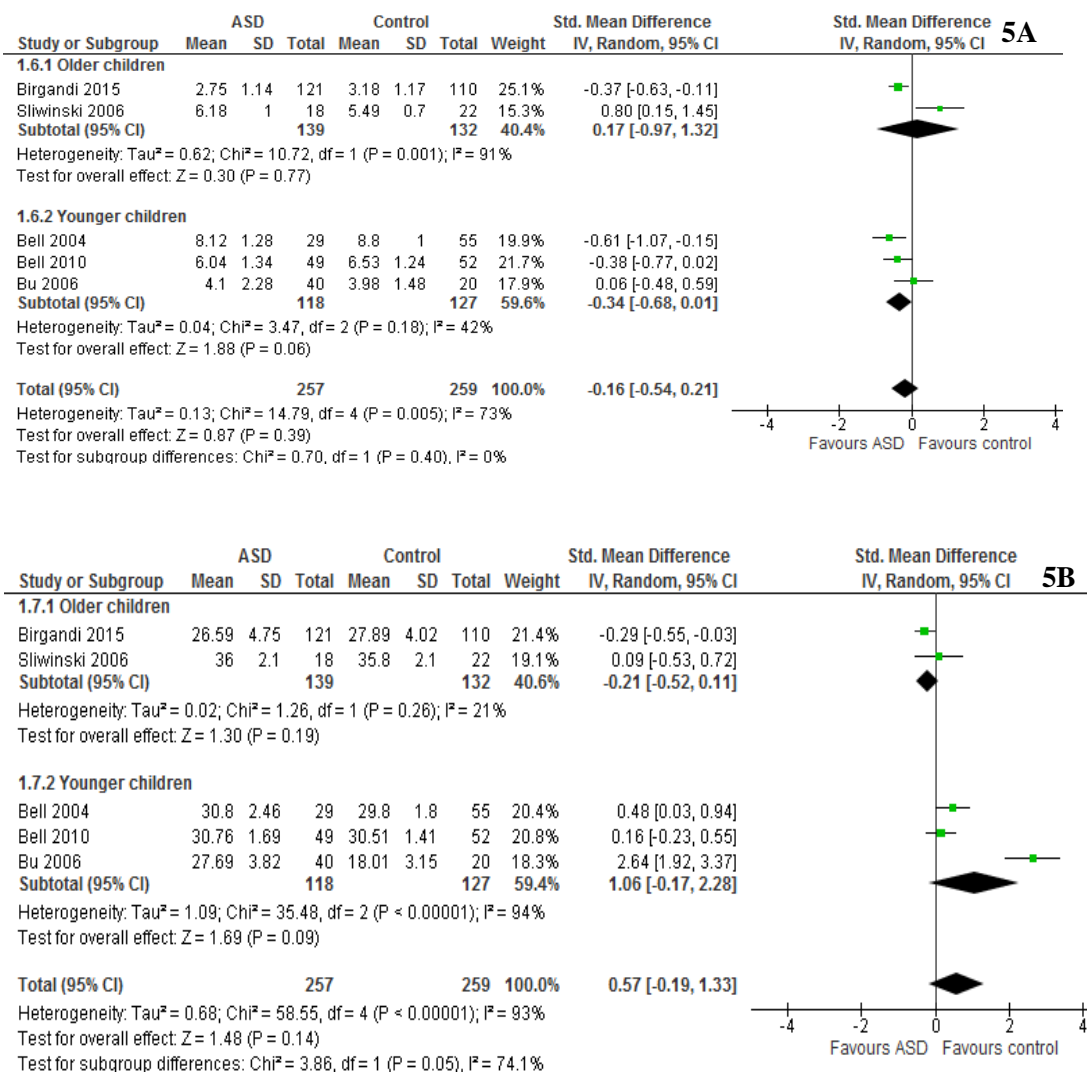 ASD Control Std. Mean Difference Std. Mean Difference 5A
Study or Subgroup Mean SD Total Mean SD Total Weight IV, Random, 95% CI IV, Random, 95% CI
1.6.1 Older children
Birgandi 2015 2.75 1.14 121 3.18 1.17 110 25.1% -0.37 [-0.63, -0.11]
Sliwinski 2006 6.18 1 18 5.49 0.7 22 15.3% 0.80 [0.15, 1.45]
Subtotal (95% CI) 139 132 40.4% 0.17 [-0.97, 1.32]
Heterogeneity: Tau² = 0.62; Chi² = 10.72, df = 1 (P = 0.001); I² = 91%
Test for overall effect: Z = 0.30 (P = 0.77)
1.6.2 Younger children
Bell 2004 8.12 1.28 29 8.8 1 55 19.9% -0.61 [-1.07, -0.15]
Bell 2010 6.04 1.34 49 6.53 1.24 52 21.7% -0.38 [-0.77, 0.02]
Bu 2006 4.1 2.28 40 3.98 1.48 20 17.9% 0.06 [-0.48, 0.59]
Subtotal (95% CI) 118 127 59.6% -0.34 [-0.68, 0.01]
Heterogeneity: Tau² = 0.04; Chi² = 3.47, df = 2 (P = 0.18); I² = 42%
Test for overall effect: Z = 1.88 (P = 0.06)
Total (95% CI) 257 259 100.0% -0.16 [-0.54, 0.21]
Heterogeneity: Tau² = 0.13; Chi² = 14.79, df = 4 (P = 0.005); I² = 73%
Test for overall effect: Z = 0.87 (P = 0.39)
Test for subgroup differences: Chi² = 0.70, df = 1 (P = 0.40), I² = 0%
-4 -2 0 2 4
Favours ASD Favours control
ASD Control Std. Mean Difference Std. Mean Difference
Study or Subgroup Mean SD Total Mean SD Total Weight IV, Random, 95% CI IV, Random, 95% CI 5B
1.7.1 Older children
Birgandi 2015 26.59 4.75 121 27.89 4.02 110 21.4% -0.29 [-0.55, -0.03]
Sliwinski 2006 36 2.1 18 35.8 2.1 22 19.1% 0.09 [-0.53, 0.72]
Subtotal (95% CI) 139 132 40.6% -0.21 [-0.52, 0.11]
Heterogeneity: Tau² = 0.02; Chi² = 1.26, df = 1 (P = 0.26); I² = 21%
Test for overall effect: Z = 1.30 (P = 0.19)
1.7.2 Younger children
Bell 2004 30.8 2.46 29 29.8 1.8 55 20.4% 0.48 [0.03, 0.94]
Bell 2010 30.76 1.69 49 30.51 1.41 52 20.8% 0.16 [-0.23, 0.55]
Bu 2006 27.69 3.82 40 18.01 3.15 20 18.3% 2.64 [1.92, 3.37]
Subtotal (95% CI) 118 127 59.4% 1.06 [-0.17, 2.28]
Heterogeneity: Tau² = 1.09; Chi² = 35.48, df = 2 (P < 0.00001); I² = 94%
Test for overall effect: Z = 1.69 (P = 0.09)
Total (95% CI) 257 259 100.0% 0.57 [-0.19, 1.33]
Heterogeneity: Tau² = 0.68; Chi² = 58.55, df = 4 (P < 0.00001); I² = 93%
Test for overall effect: Z = 1.48 (P = 0.14)
Test for subgroup differences: Chi² = 3.86, df = 1 (P = 0.05), I² = 74.1%
-4 -2 0 2 4
Favours ASD Favours control